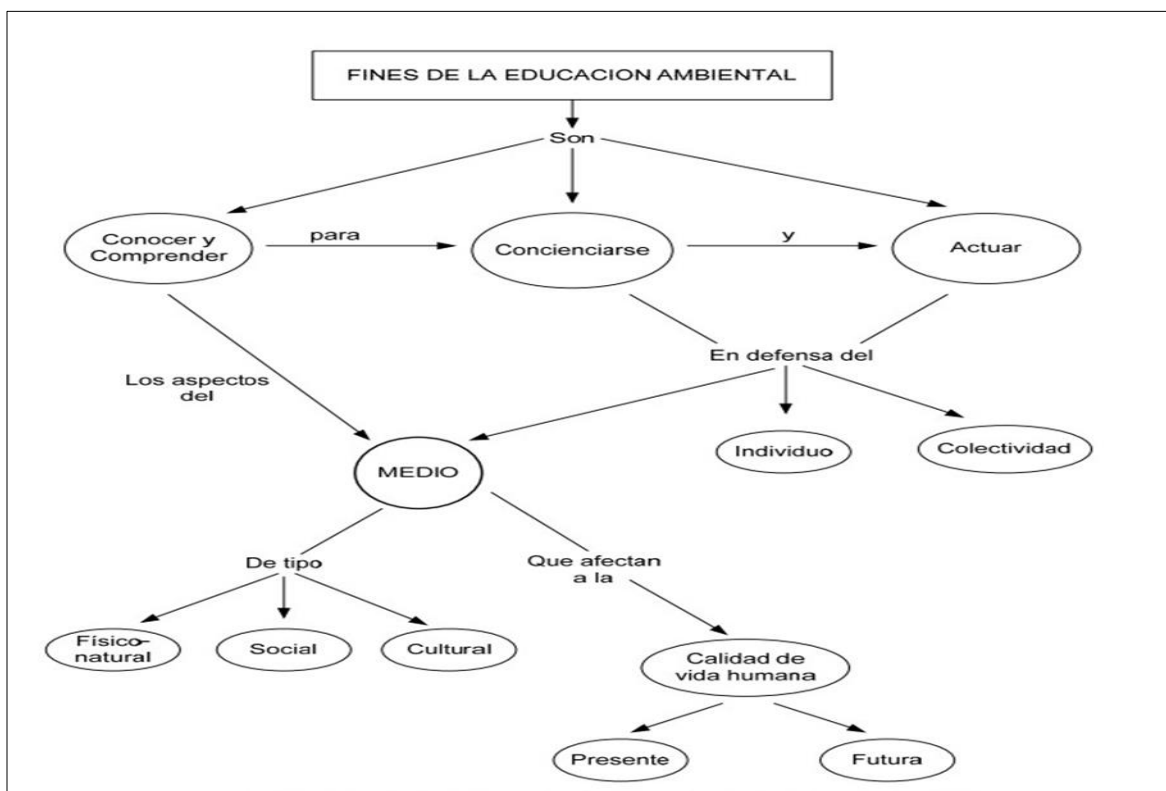 FINES DE LA EDUCACION AMBIENTAL
Son
Conocer y
Comprender
para
Concienciarse
y
Actuar
En defensa del
Los aspectos
del
Individuo
Colectividad
MEDIO
De tipo
Que afectan
a la
Físico-
natural
Social
Cultural
Calidad de
vida humana
Presente
Futura